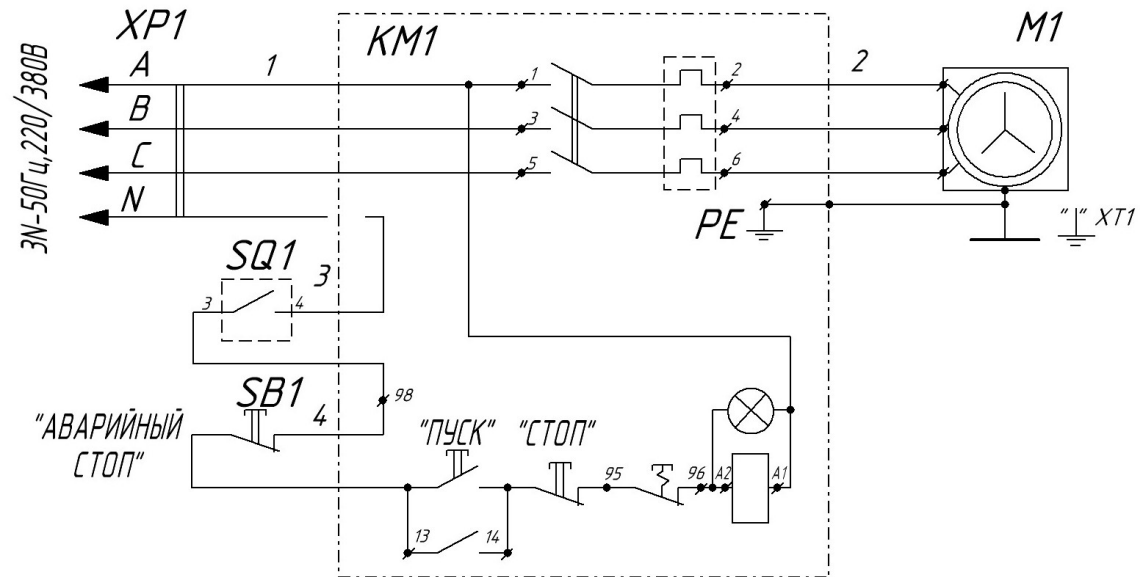 XP1
KM1
M1
3N~50Гц,220/380В
A
1
1
2
2
B
3
4
C
5
6
N
PE
"⏚" XT1
SQ1
3
3
4
SB1
98
4
"АВАРИЙНЫЙ
СТОП"
"ПУСК"
"СТОП"
95
96
A2
A1
13
14